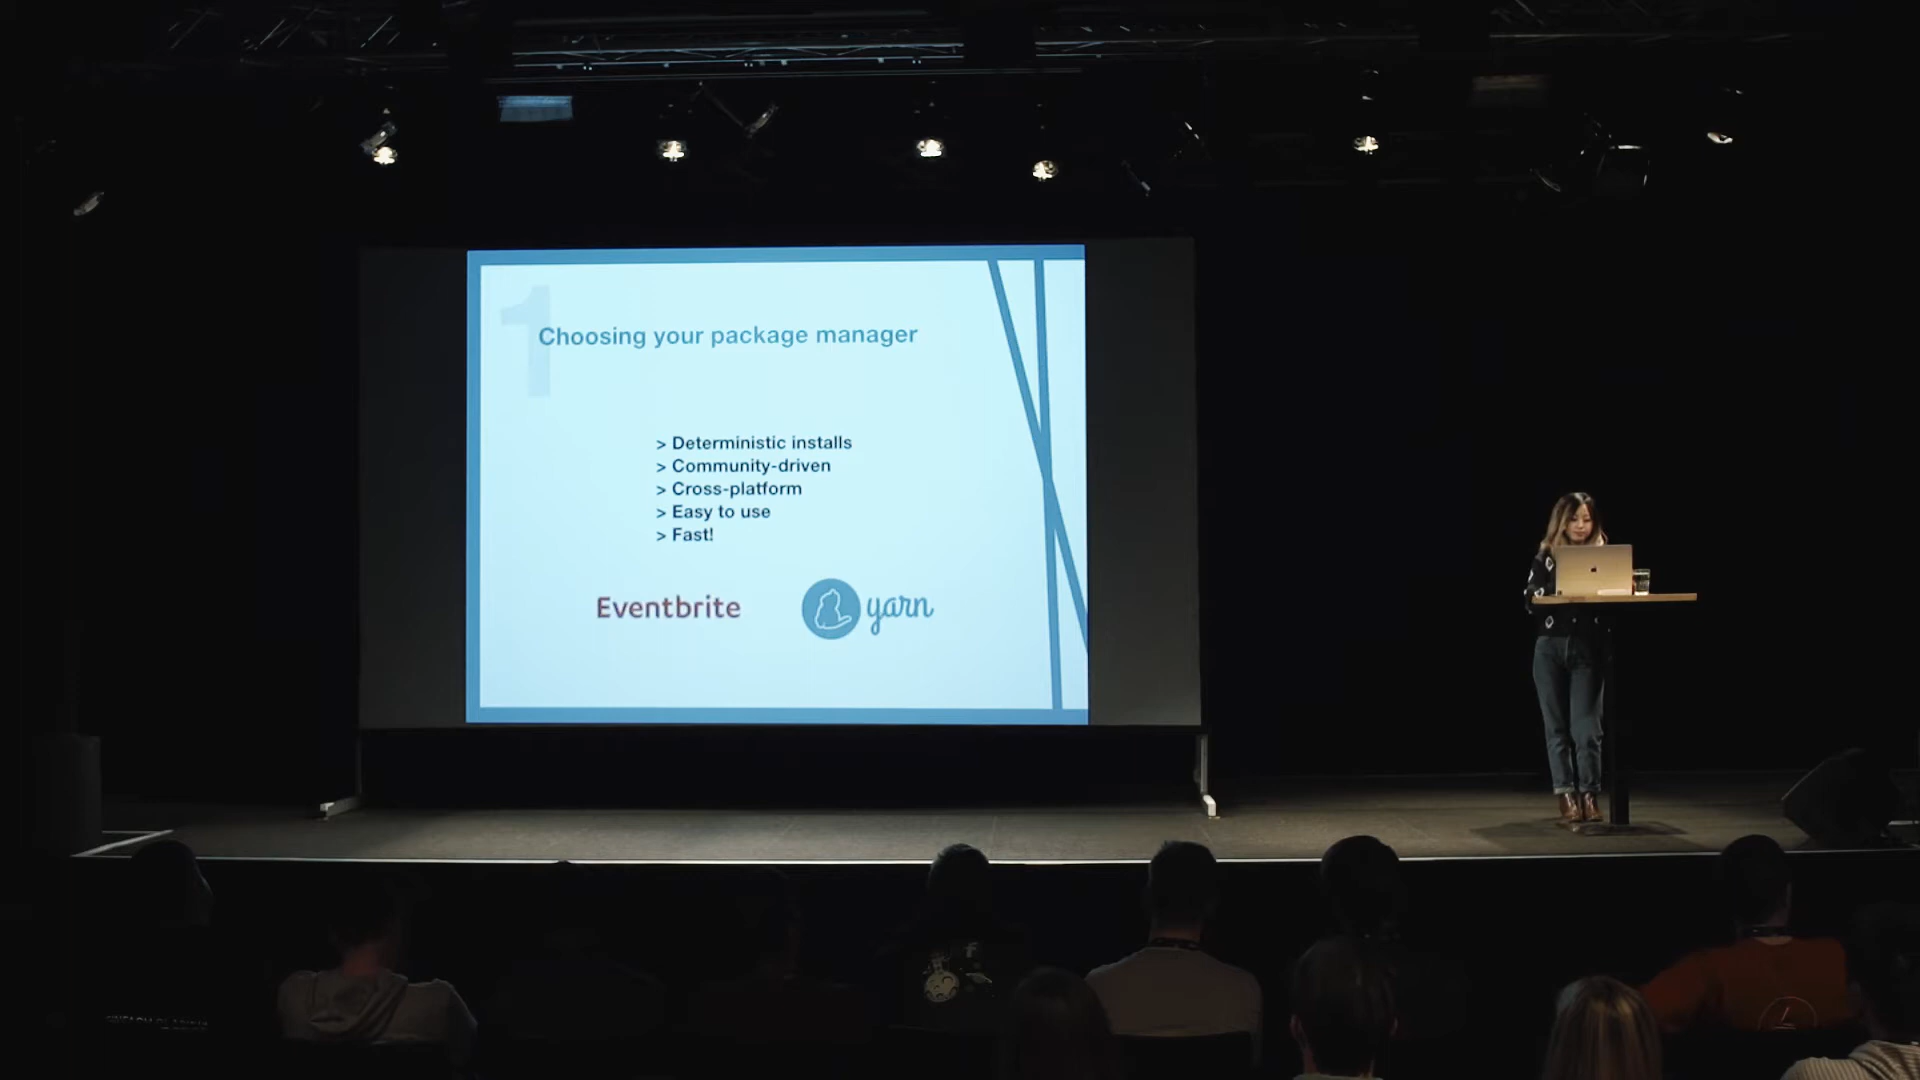 1
Choosing your package manager
> Deterministic installs
> Community-driven
> Cross-platform
> Easy to use
> Fast!
Eventbrite
yarn